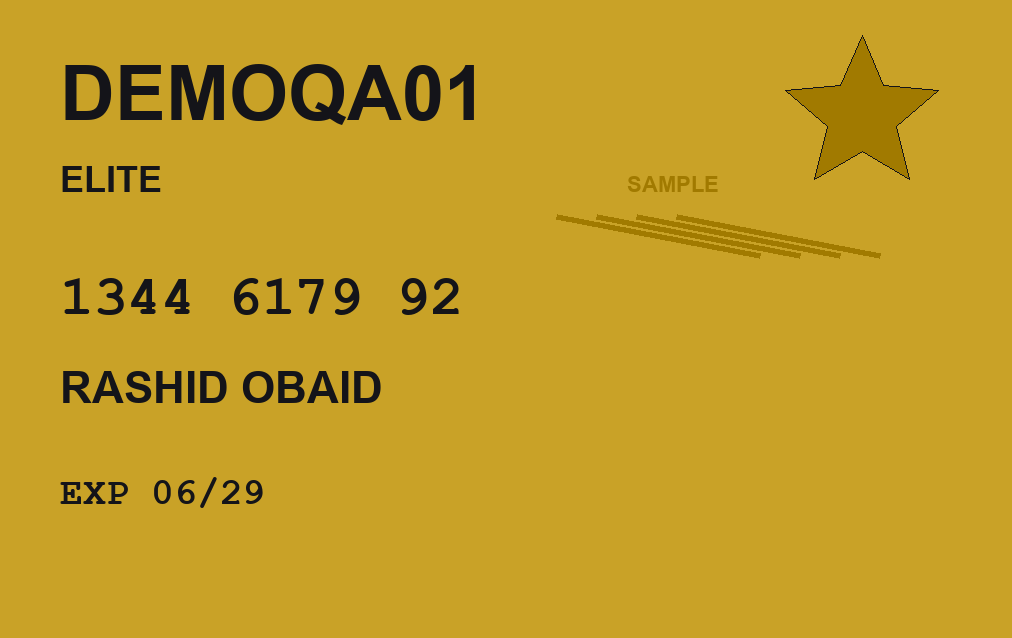 DEMOQA01
ELITE
SAMPLE
1344 6179 92
RASHID OBAID
EXP 06/29